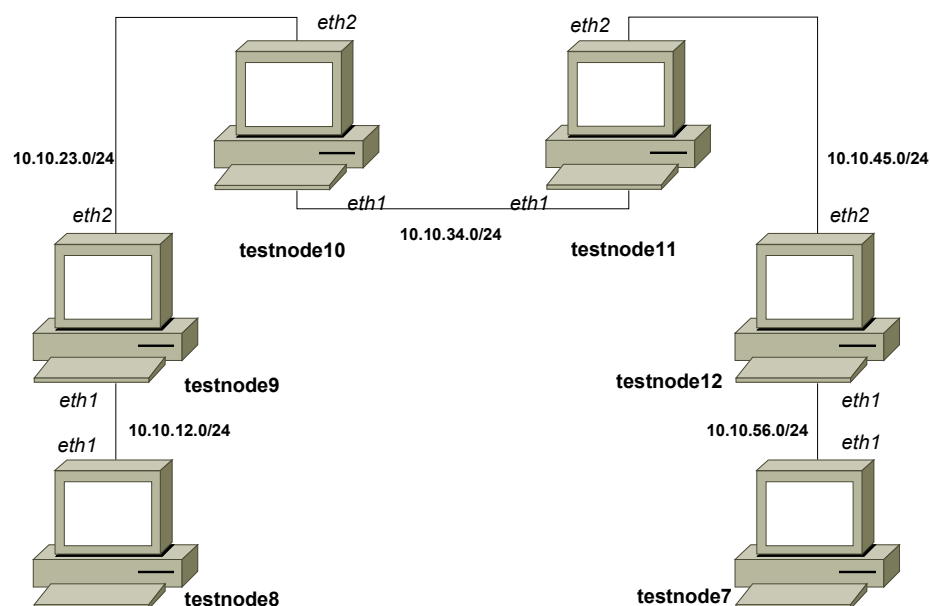 eth2
eth2
10.10.23.0/24
10.10.45.0/24
eth1
eth1
eth2
eth2
10.10.34.0/24
testnode10
testnode11
testnode9
testnode12
eth1
eth1
10.10.12.0/24
10.10.56.0/24
eth1
eth1
testnode8
testnode7